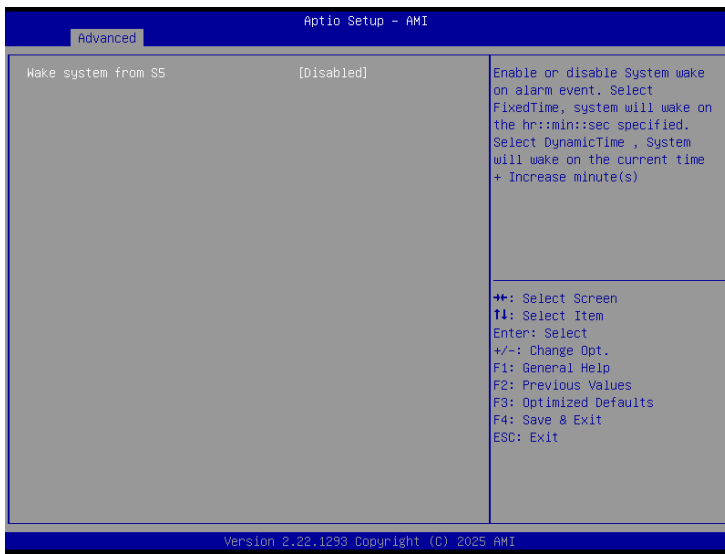 Aptio Setup – AMI
Advanced
Wake system from S5 [Disabled]
Enable or disable System wake
on alarm event. Select
FixedTime, system will wake on
the hr::min::sec specified.
Select DynamicTime , System
will wake on the current time
+ Increase minute(s)
→←: Select Screen
↑↓: Select Item
Enter: Select
+/-: Change Opt.
F1: General Help
F2: Previous Values
F3: Optimized Defaults
F4: Save & Exit
ESC: Exit
Version 2.22.1293 Copyright (C) 2025 AMI